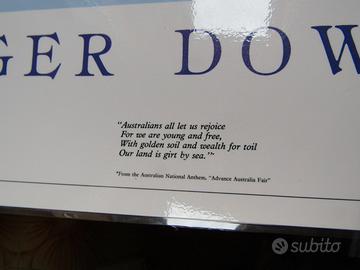 GER DOW
"Australians all let us rejoice
For we are young and free,
With golden soil and wealth for toil
Our land is girt by sea."*
*From the Australian National Anthem, "Advance Australia Fair"
subito